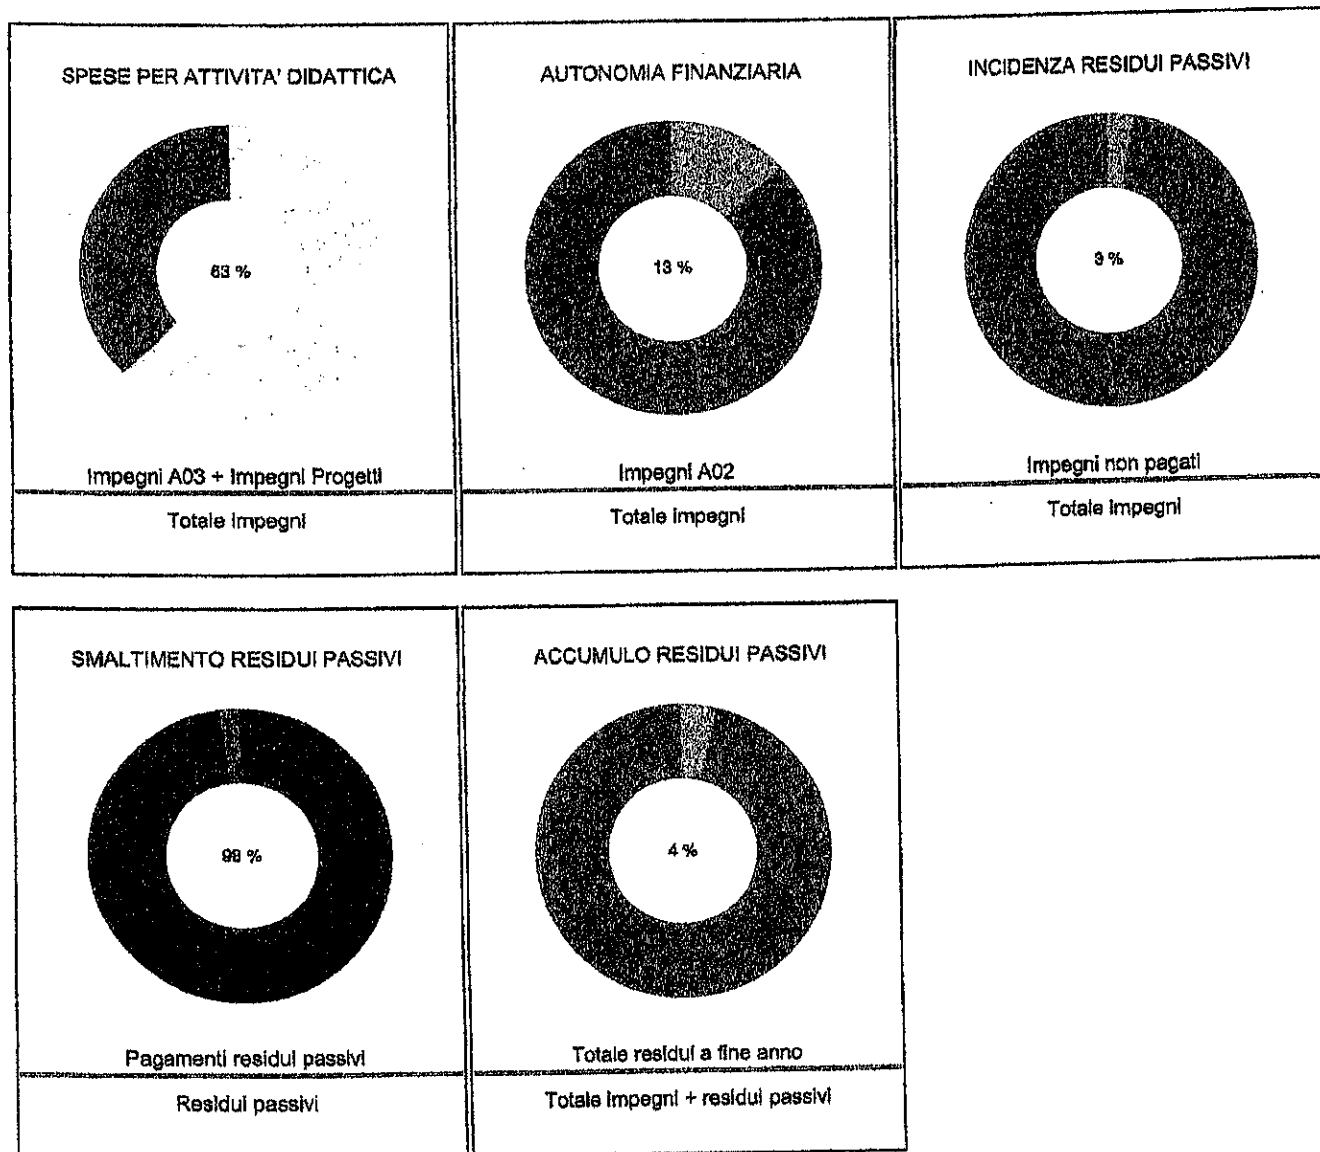 SPESE PER ATTIVITA' DIDATTICA
63 %
Impegni A03 + Impegni Progetti
Totale impegni
AUTONOMIA FINANZIARIA
13 %
Impegni A02
Totale impegni
INCIDENZA RESIDUI PASSIVI
3 %
Impegni non pagati
Totale impegni
SMALTIMENTO RESIDUI PASSIVI
98 %
Pagamenti residui passivi
Residui passivi
ACCUMULO RESIDUI PASSIVI
4 %
Totale residui a fine anno
Totale impegni + residui passivi